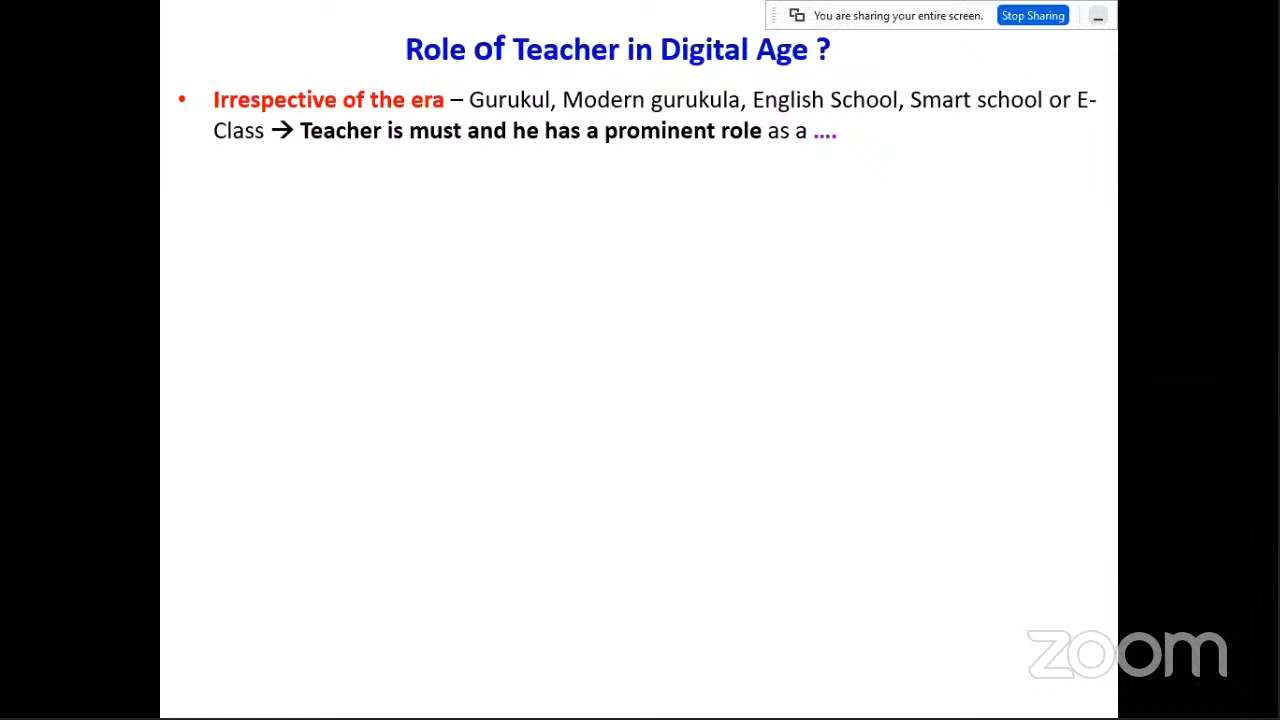 You are sharing your entire screen. Stop Sharing
Role of Teacher in Digital Age ?
• Irrespective of the era – Gurukul, Modern gurukula, English School, Smart school or E-
Class → Teacher is must and he has a prominent role as a ....
zoom